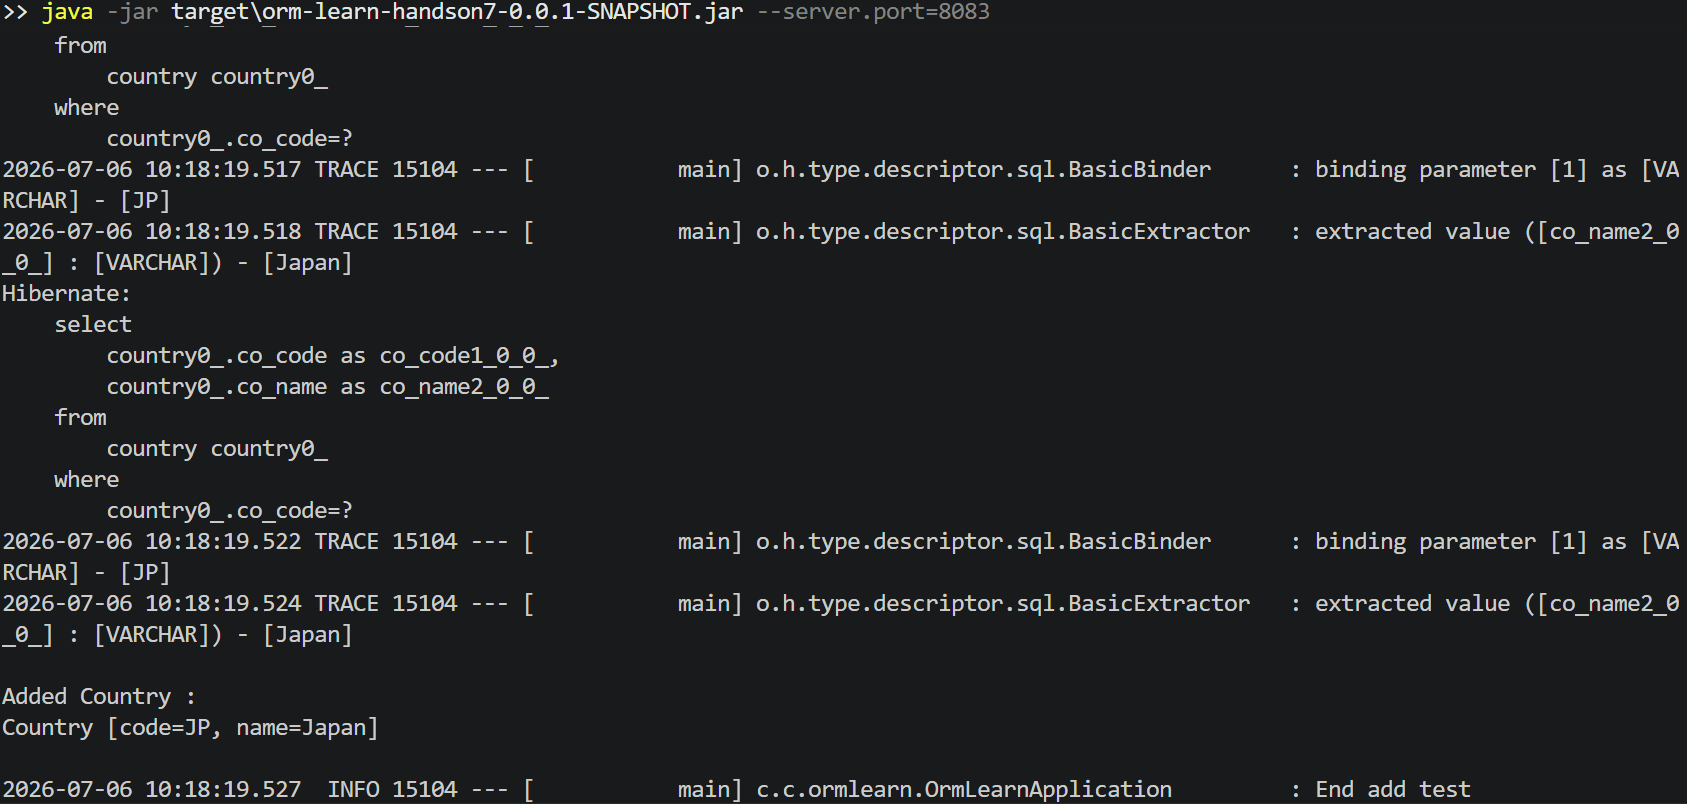 >> java -jar target\orm-learn-handson7-0.0.1-SNAPSHOT.jar --server.port=8083
    from
        country country0_
    where
        country0_.co_code=?
2026-07-06 10:18:19.517 TRACE 15104 --- [           main] o.h.type.descriptor.sql.BasicBinder      : binding parameter [1] as [VA
RCHAR] - [JP]
2026-07-06 10:18:19.518 TRACE 15104 --- [           main] o.h.type.descriptor.sql.BasicExtractor   : extracted value ([co_name2_0
_0_] : [VARCHAR]) - [Japan]
Hibernate:
    select
        country0_.co_code as co_code1_0_0_,
        country0_.co_name as co_name2_0_0_
    from
        country country0_
    where
        country0_.co_code=?
2026-07-06 10:18:19.522 TRACE 15104 --- [           main] o.h.type.descriptor.sql.BasicBinder      : binding parameter [1] as [VA
RCHAR] - [JP]
2026-07-06 10:18:19.524 TRACE 15104 --- [           main] o.h.type.descriptor.sql.BasicExtractor   : extracted value ([co_name2_0
_0_] : [VARCHAR]) - [Japan]

Added Country :
Country [code=JP, name=Japan]

2026-07-06 10:18:19.527  INFO 15104 --- [           main] c.c.ormlearn.OrmLearnApplication         : End add test